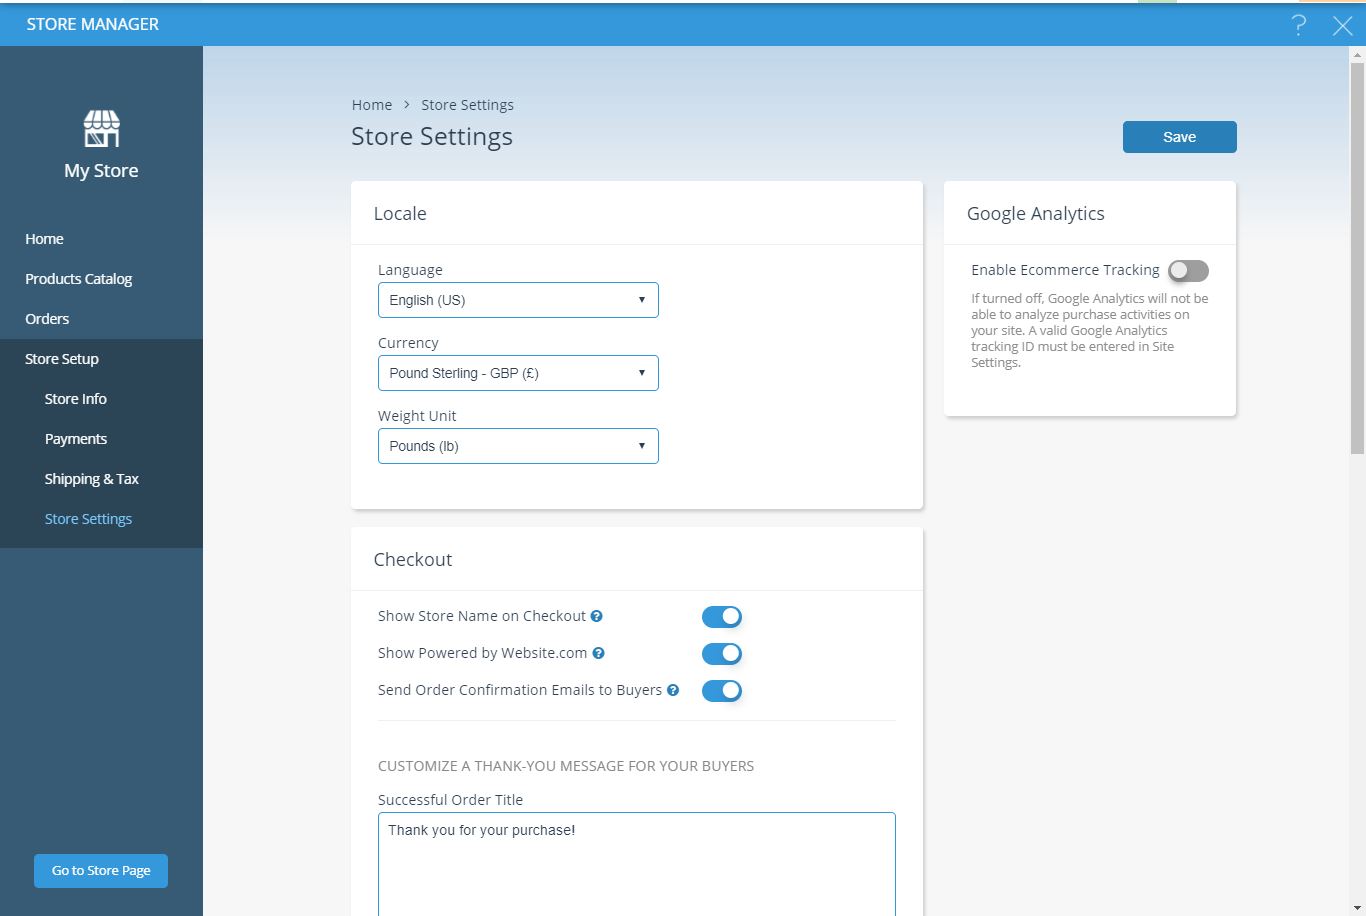 STORE MANAGER
?
My Store
Home
Products Catalog
Orders
Store Setup
Store Info
Payments
Shipping & Tax
Store Settings
Go to Store Page
Home > Store Settings
Store Settings
Save
Locale
Language
English (US)
Currency
Pound Sterling - GBP (£)
Weight Unit
Pounds (lb)
Google Analytics
Enable Ecommerce Tracking
If turned off, Google Analytics will not be
able to analyze purchase activities on
your site. A valid Google Analytics
tracking ID must be entered in Site
Settings.
Checkout
Show Store Name on Checkout ?
Show Powered by Website.com ?
Send Order Confirmation Emails to Buyers ?
CUSTOMIZE A THANK-YOU MESSAGE FOR YOUR BUYERS
Successful Order Title
Thank you for your purchase!